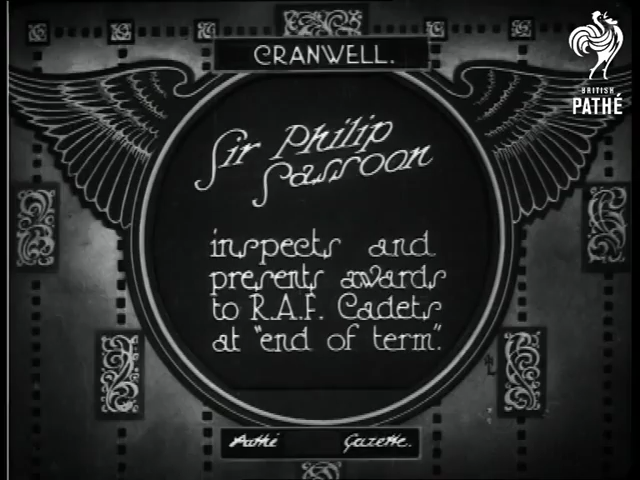 CRANWELL.
BRITISH
PATHÉ
Sir Philip
Sassoon
inspects and
presents awards
to R.A.F. Cadets
at "end of term".
Pathé Gazette.